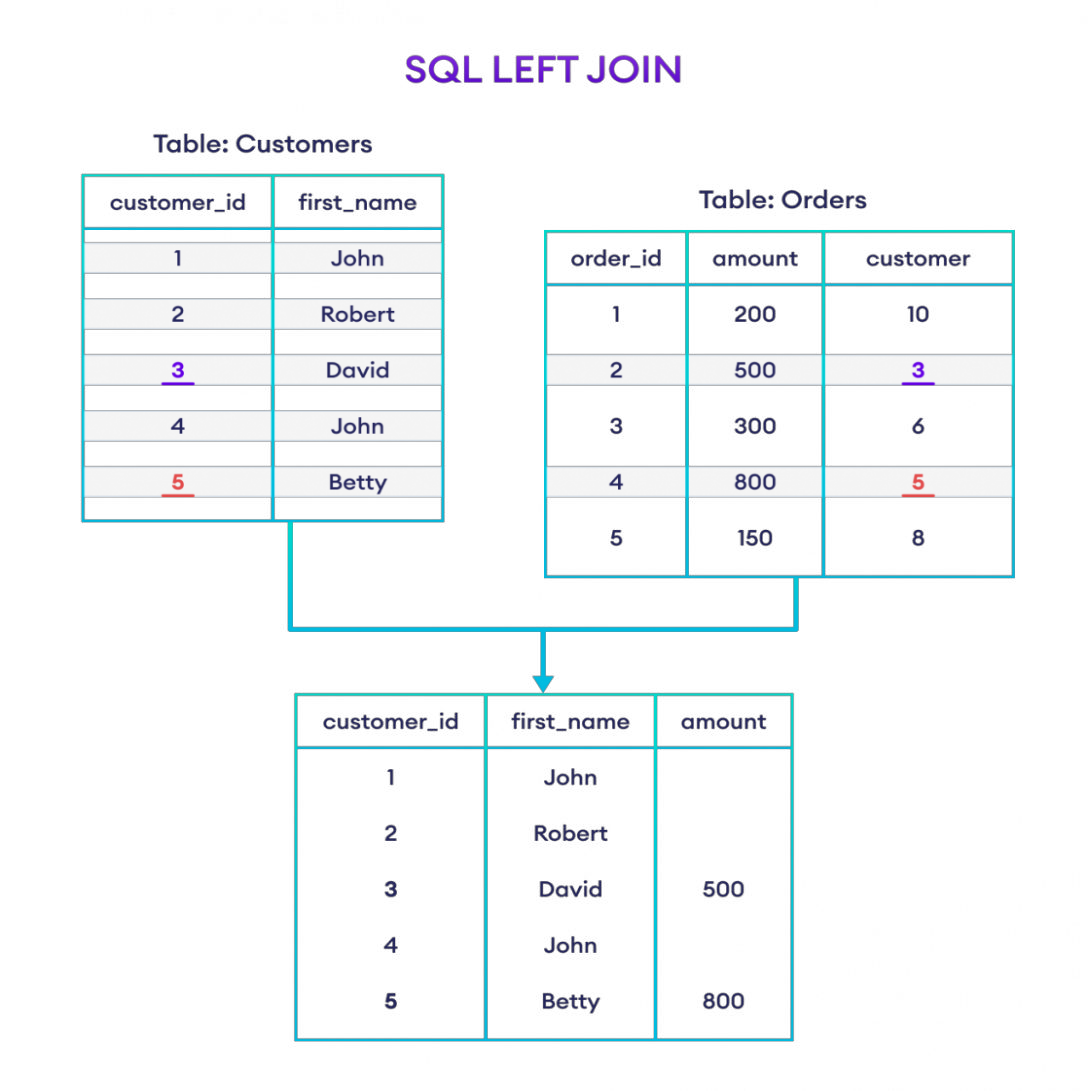 SQL LEFT JOIN
Table: Customers
customer_id first_name
1 John
2 Robert
3 David
4 John
5 Betty
Table: Orders
order_id amount customer
1 200 10
2 500 3
3 300 6
4 800 5
5 150 8
customer_id first_name amount
1 John
2 Robert
3 David 500
4 John
5 Betty 800